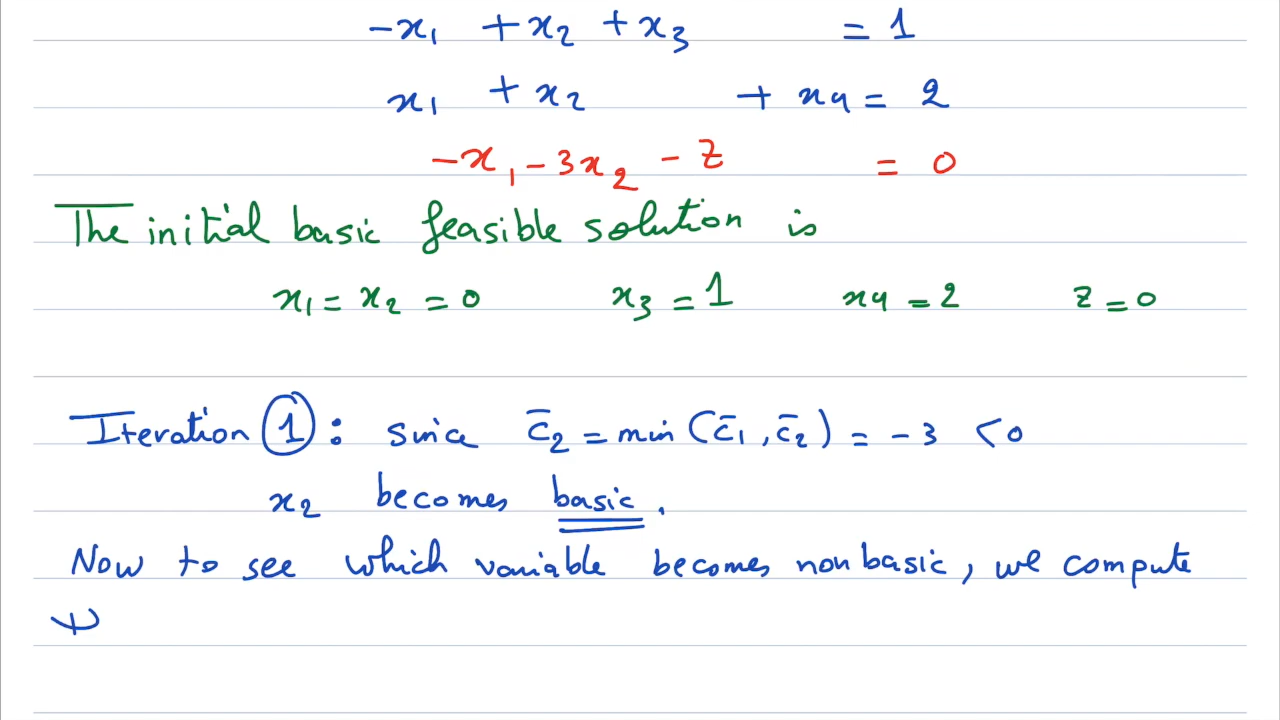 -x₁ +x₂ +x₃ = 1
x₁ +x₂ + x₄ = 2
-x₁ - 3x₂ - z = 0
The initial basic feasible solution is
x₁ = x₂ = 0 x₃ = 1 x₄ = 2 z = 0
Iteration ①: since c̄₂ = min (c̄₁, c̄₂) = -3 < 0
x₂ becomes basic.
Now to see which variable becomes nonbasic, we compute